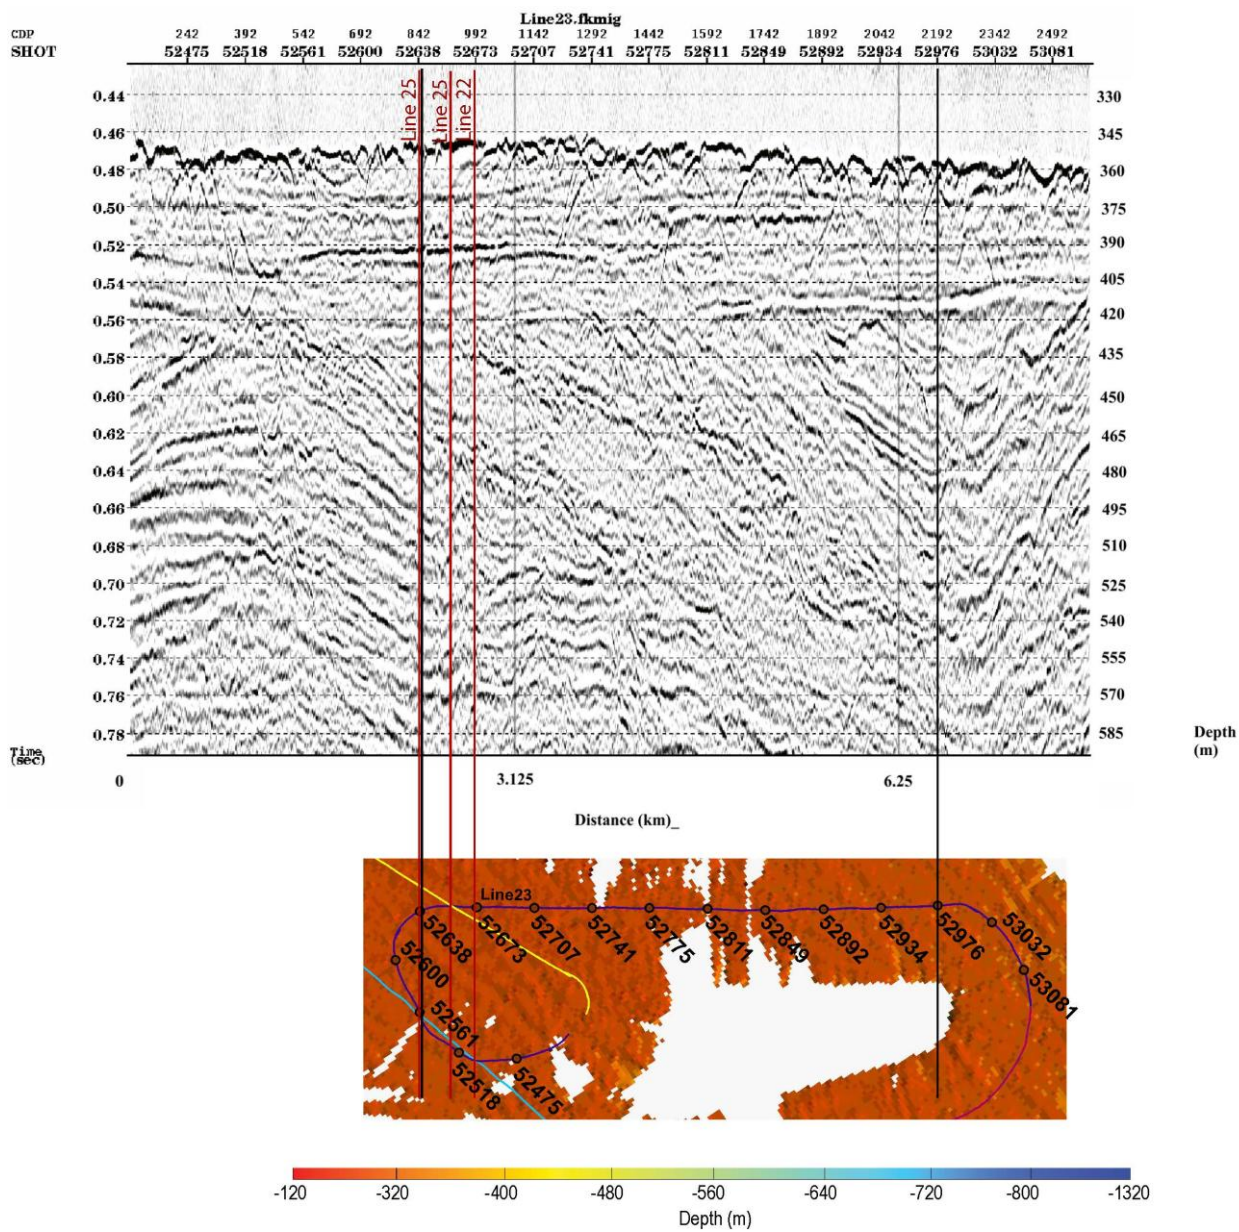 Line23.fkmig
CDP 242 392 542 692 842 992 1142 1292 1442 1592 1742 1892 2042 2192 2342 2492
SHOT 52475 52518 52561 52600 52638 52673 52707 52741 52775 52811 52849 52892 52934 52976 53032 53081
Line 25
Line 25
Line 22
0.44 330
0.46 345
0.48 360
0.50 375
0.52 390
0.54 405
0.56 420
0.58 435
0.60 450
0.62 465
0.64 480
0.66 495
0.68 510
0.70 525
0.72 540
0.74 555
0.76 570
0.78 585
Time
(sec)
Depth
(m)
0 3.125 6.25
Distance (km)_
Line23
52638 52673 52707 52741 52775 52811 52849 52892 52934 52976 53032
52600 53081
52561
52518 52475
-120 -320 -400 -480 -560 -640 -720 -800 -1320
Depth (m)